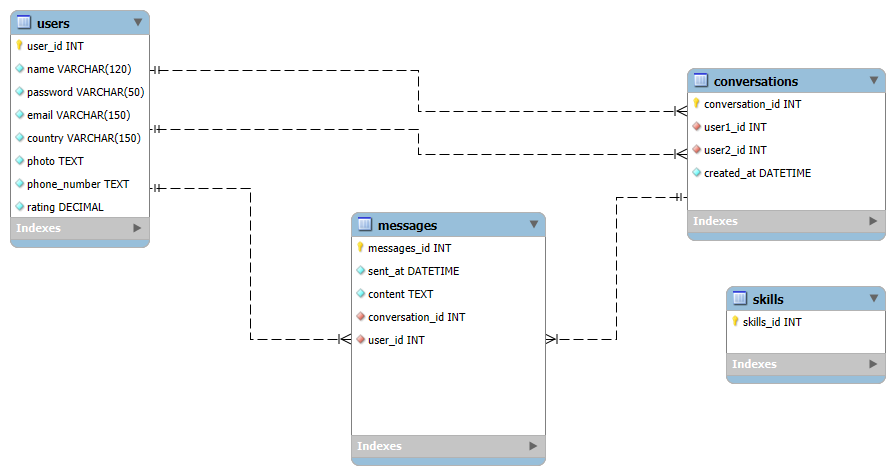 users
user_id INT
name VARCHAR(120)
password VARCHAR(50)
email VARCHAR(150)
country VARCHAR(150)
photo TEXT
phone_number TEXT
rating DECIMAL
Indexes
conversations
conversation_id INT
user1_id INT
user2_id INT
created_at DATETIME
Indexes
messages
messages_id INT
sent_at DATETIME
content TEXT
conversation_id INT
user_id INT
Indexes
skills
skills_id INT
Indexes